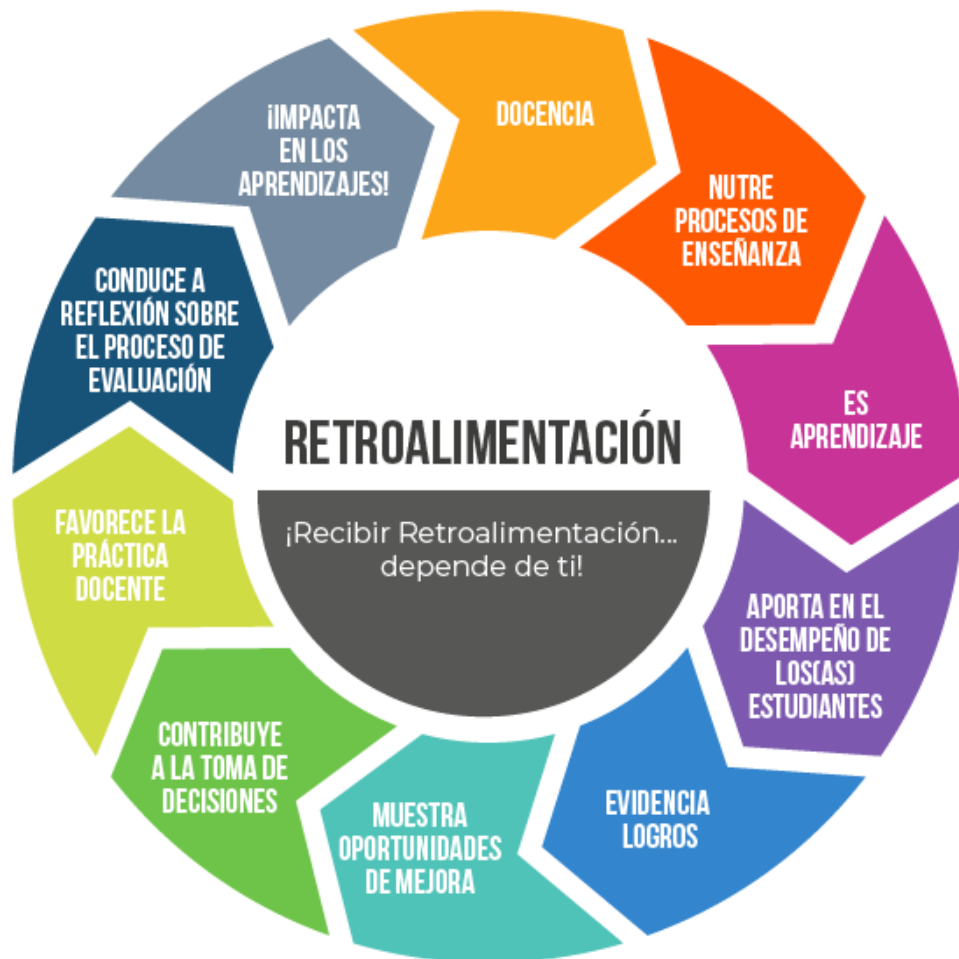 DOCENCIA
NUTRE
PROCESOS DE
ENSEÑANZA
ES
APRENDIZAJE
APORTA EN EL
DESEMPEÑO DE
LOS(AS)
ESTUDIANTES
EVIDENCIA
LOGROS
MUESTRA
OPORTUNIDADES
DE MEJORA
CONTRIBUYE
A LA TOMA DE
DECISIONES
FAVORECE LA
PRÁCTICA
DOCENTE
CONDUCE A
REFLEXIÓN SOBRE
EL PROCESO DE
EVALUACIÓN
¡IMPACTA
EN LOS
APRENDIZAJES!
RETROALIMENTACIÓN
¡Recibir Retroalimentación...
depende de ti!